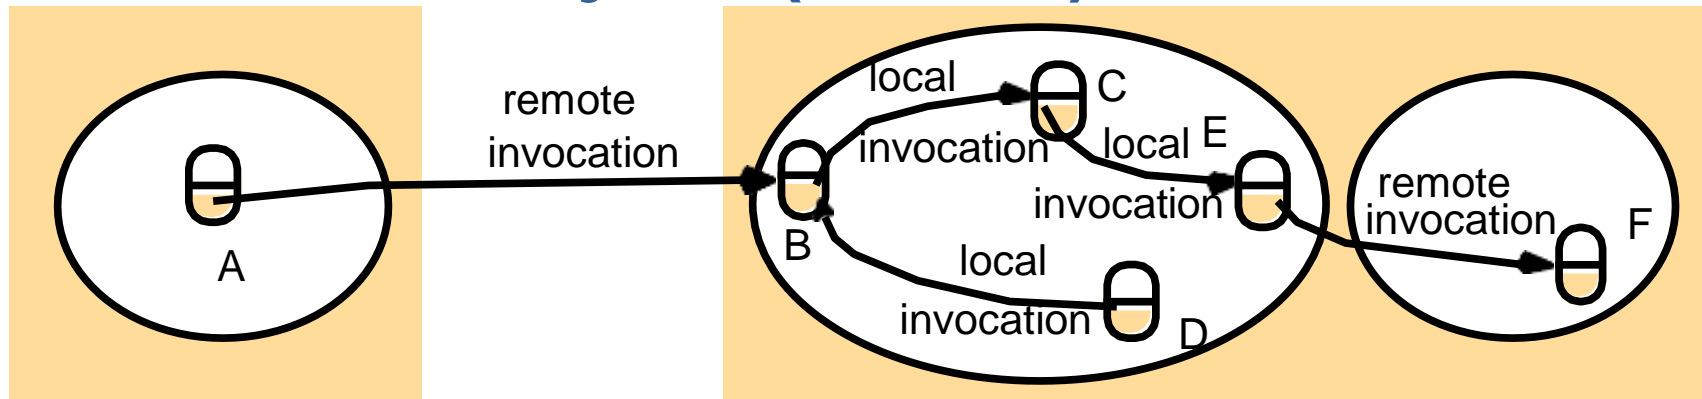 remote
invocation
A
local
C
invocation
local
E
invocation
B
local
invocation
D
remote
invocation
F